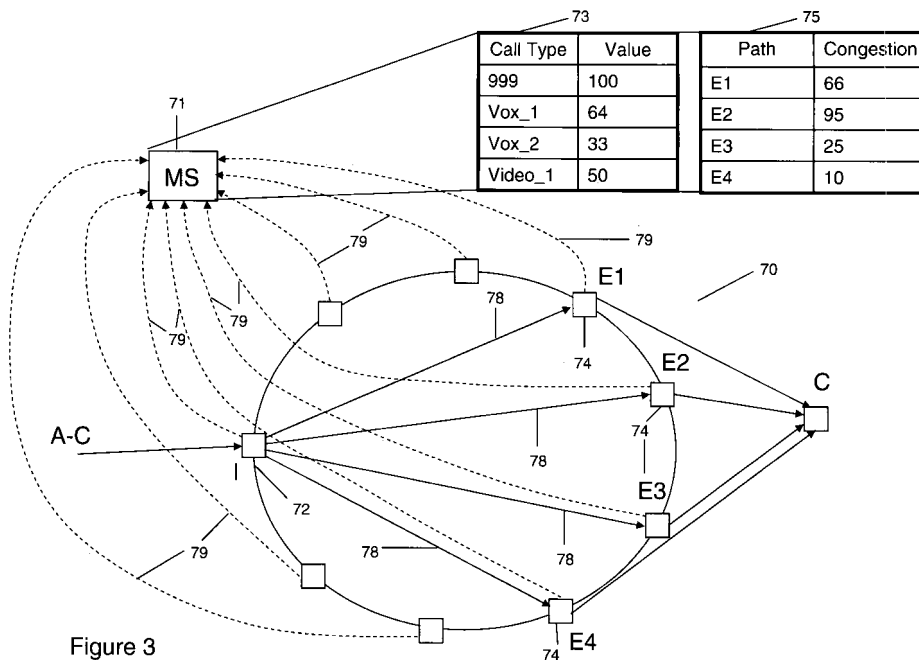 73
75
Call Type Value
999 100
Vox_1 64
Vox_2 33
Video_1 50
Path Congestion
E1 66
E2 95
E3 25
E4 10
71
MS
79
79
E1
70
78
79
79
79
74
E2
C
A-C
78
74
I
E3
72
79
78
78
E4
74
Figure 3